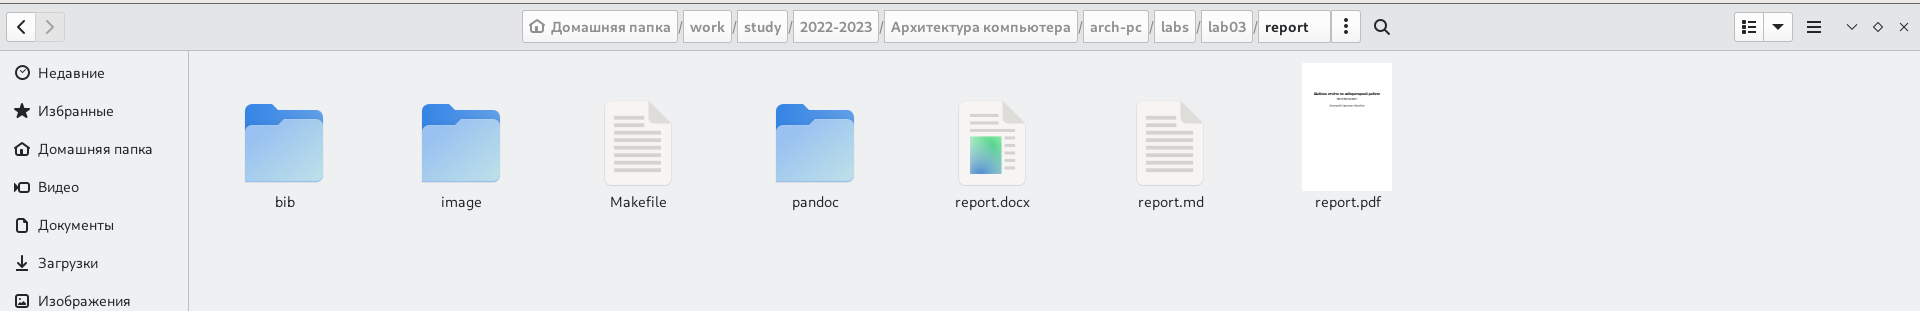 Домашняя папка / work / study / 2022-2023 / Архитектура компьютера / arch-pc / labs / lab03 / report
Недавние
Избранные
Домашняя папка
Видео
Документы
Загрузки
Изображения
bib
image
Makefile
pandoc
report.docx
report.md
report.pdf